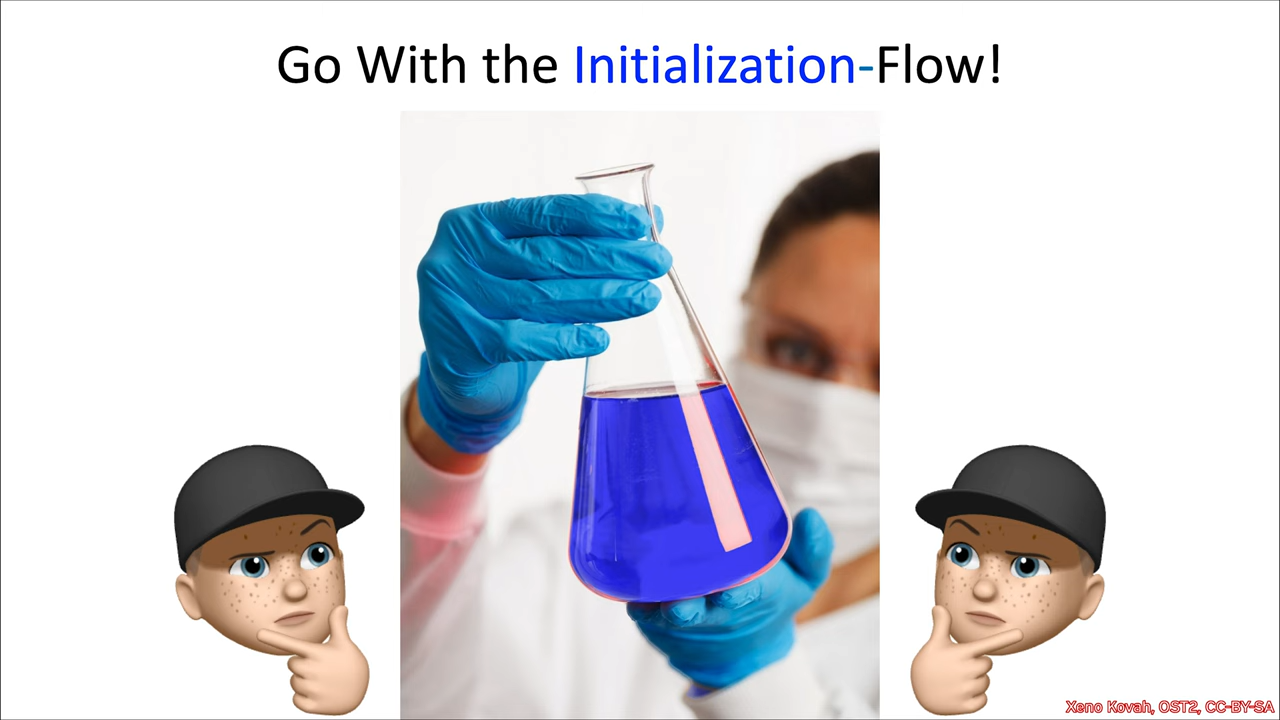 Go With the Initialization-Flow!
Xeno Kovah, OST2, CC-BY-SA